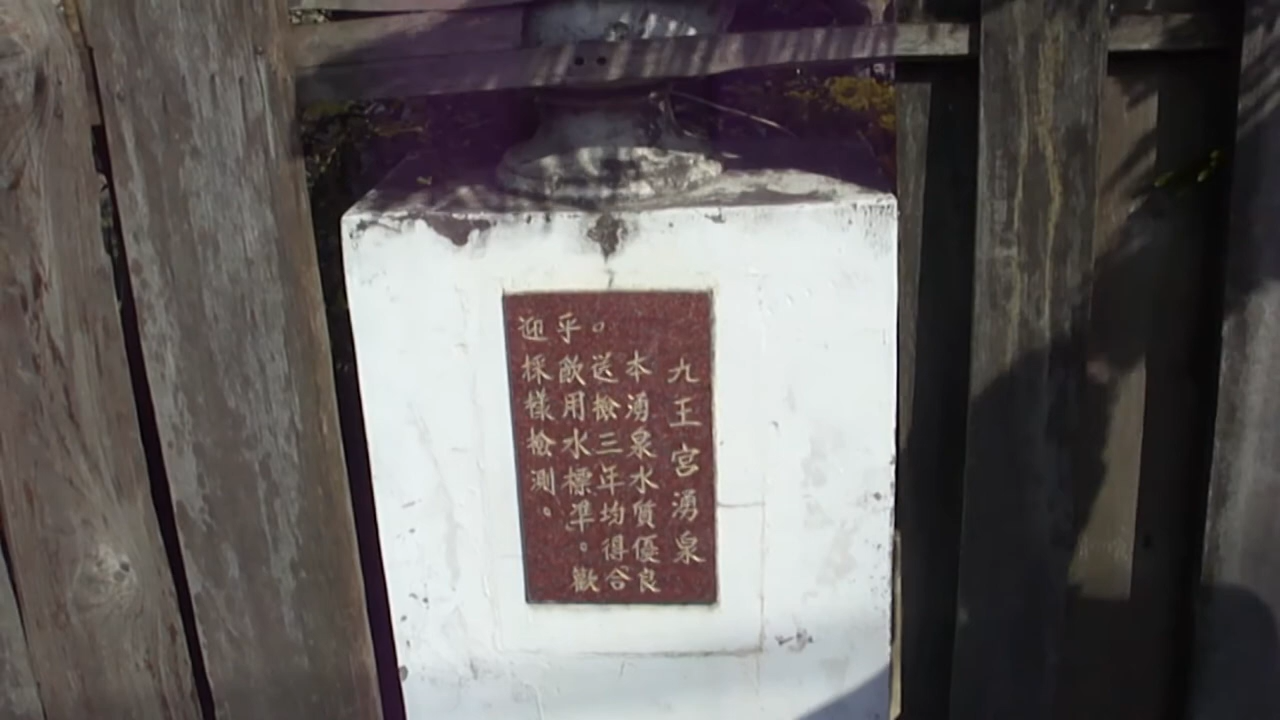 九王宮湧泉
本湧泉水質優良
。送檢三年均得合
乎飲用水標準。歡
迎採樣檢測。